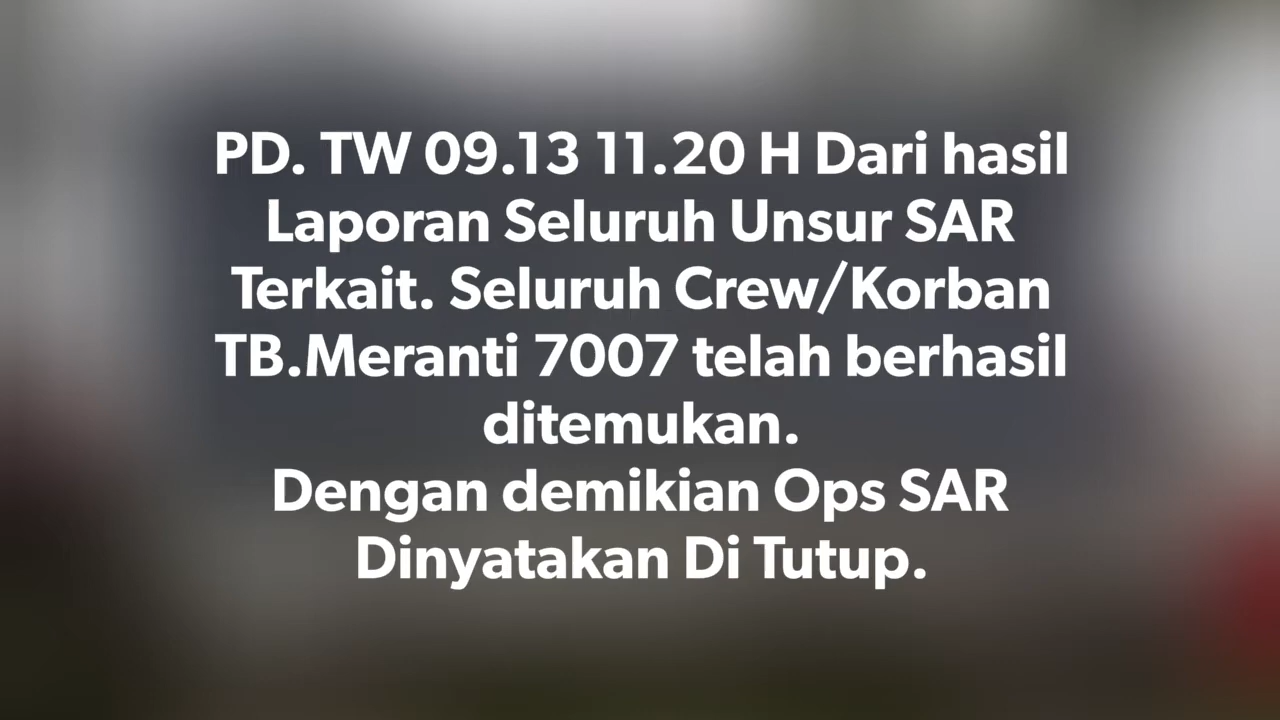 PD. TW 09.13 11.20 H Dari hasil
Laporan Seluruh Unsur SAR
Terkait. Seluruh Crew/Korban
TB.Meranti 7007 telah berhasil
ditemukan.
Dengan demikian Ops SAR
Dinyatakan Di Tutup.